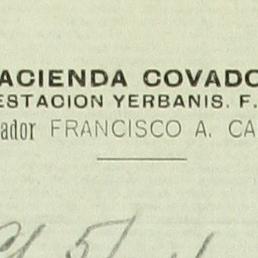 ACIENDA COVADO
ESTACION YERBANIS. F.
ador FRANCISCO A. CA